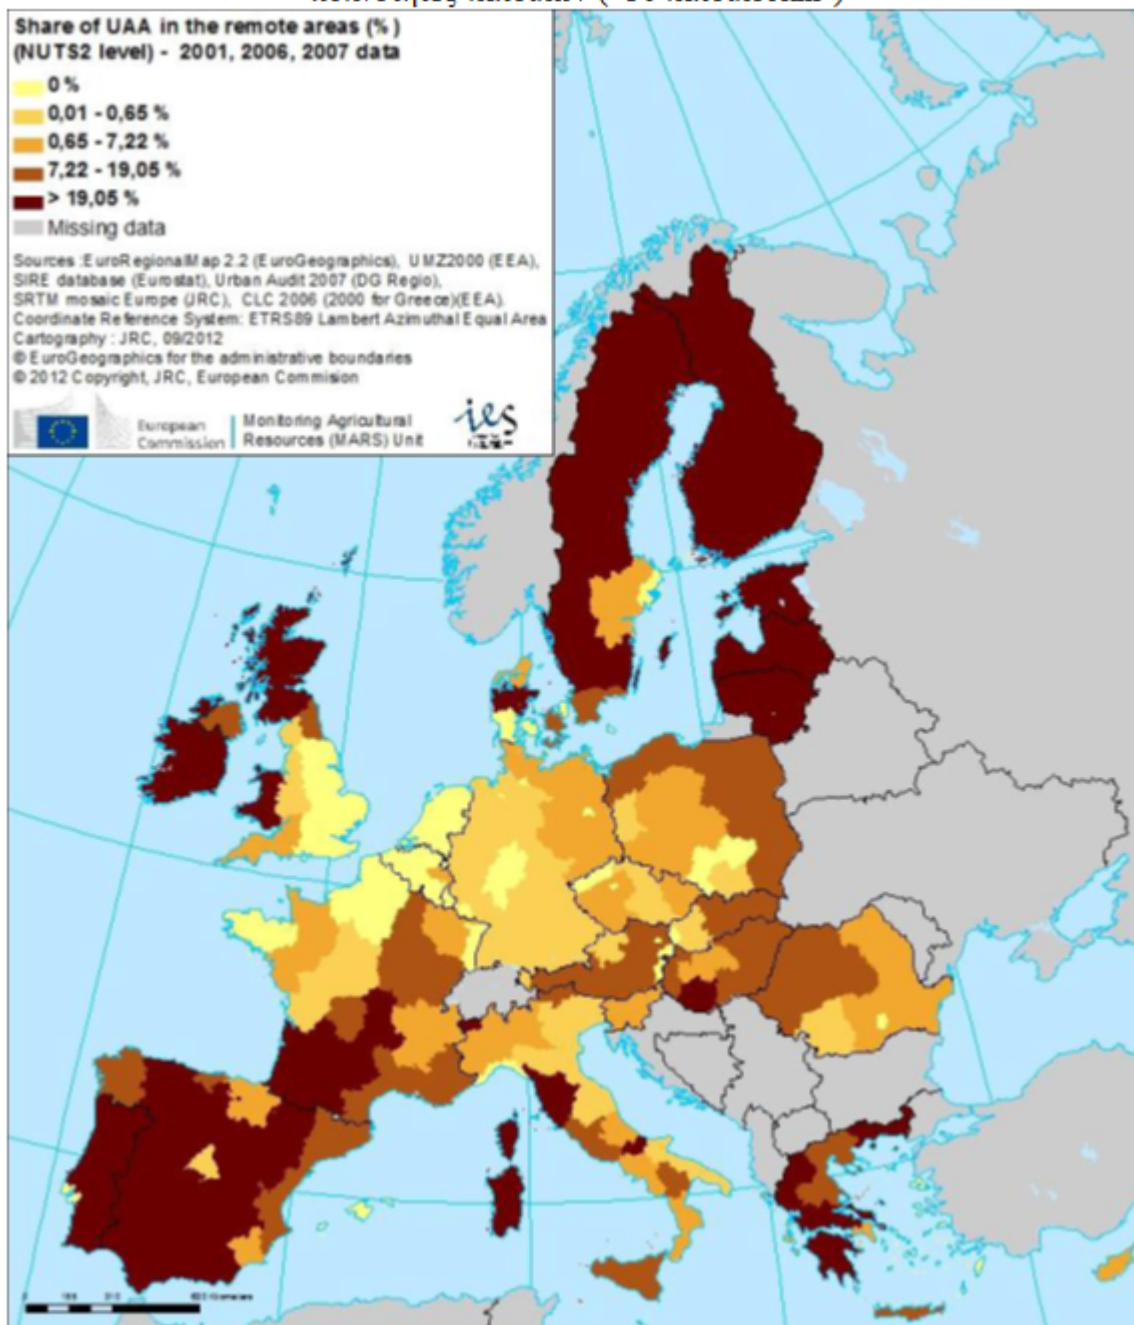 Share of UAA in the remote areas (%)
(NUTS2 level) - 2001, 2006, 2007 data
0 %
0,01 - 0,65 %
0,65 - 7,22 %
7,22 - 19,05 %
> 19,05 %
Missing data
Sources :EuroRegionalMap 2.2 (EuroGeographics), UMZ2000 (EEA),
SIRE database (Eurostat), Urban Audit 2007 (DG Regio),
SRTM mosaic Europe (JRC), CLC 2006 (2000 for Greece)(EEA).
Coordinate Reference System: ETRS89 Lambert Azimuthal Equal Area
Cartography : JRC, 09/2012
© EuroGeographics for the administrative boundaries
© 2012 Copyright, JRC, European Commision
European
Commission
Monitoring Agricultural
Resources (MARS) Unit
ies